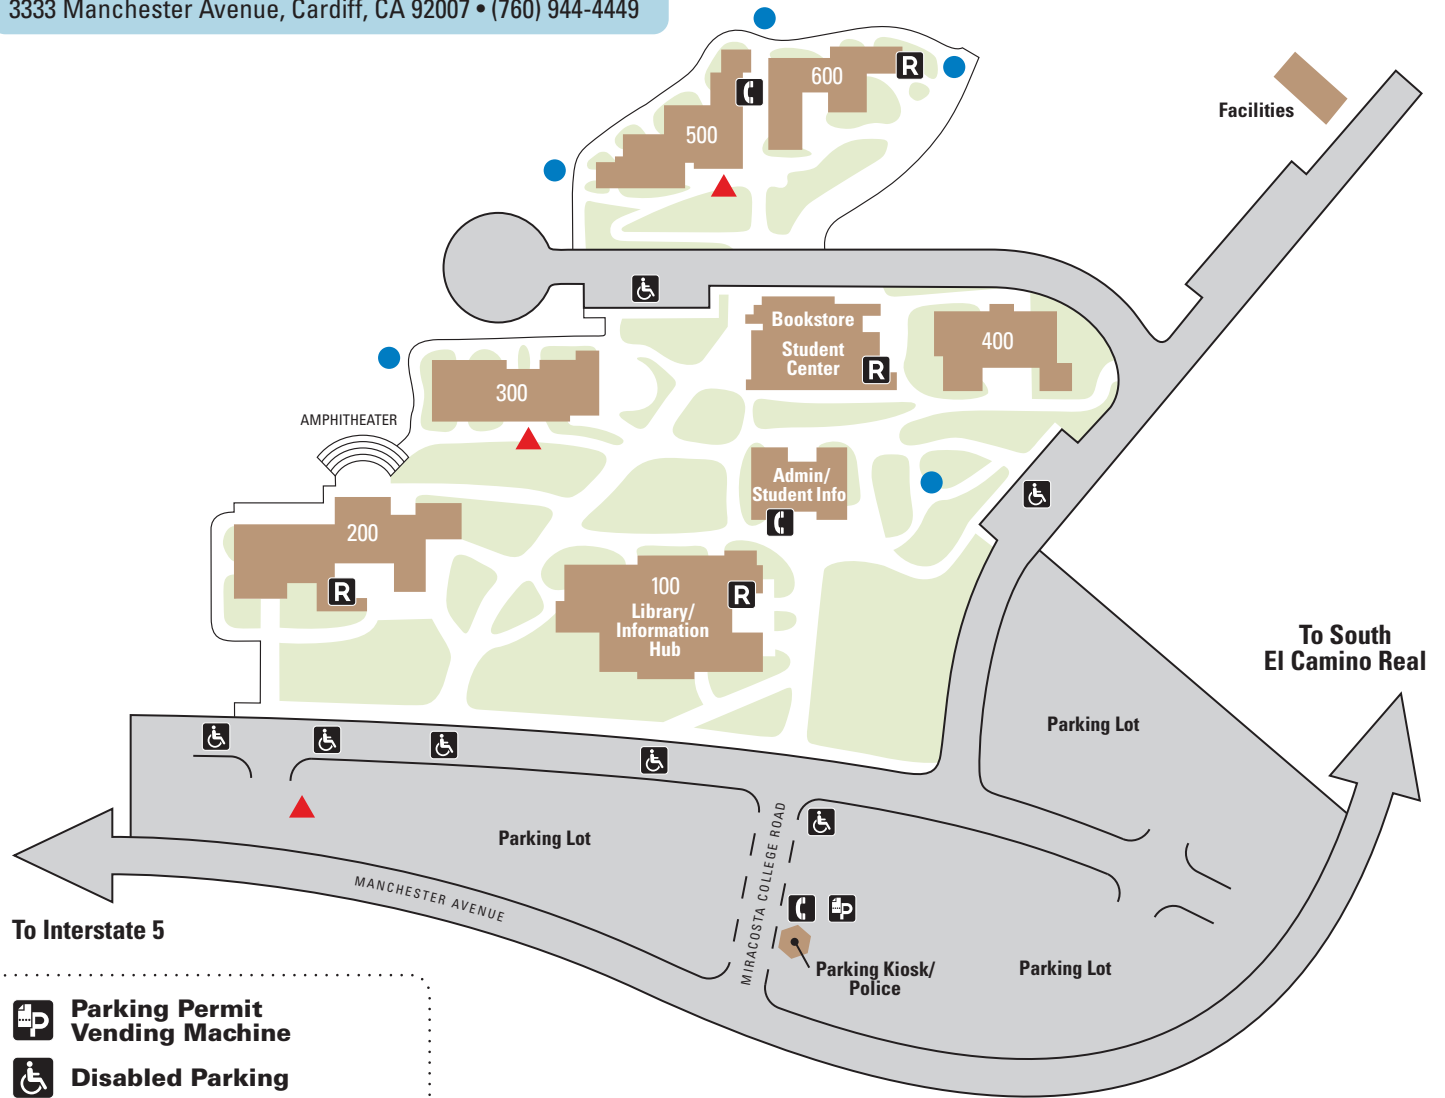 3333 Manchester Avenue, Cardiff, CA 92007 • (760) 944-4449
600
R
500
Facilities
Bookstore
Student
Center
R
400
300
AMPHITHEATER
Admin/
Student Info
200
R
100
Library/
Information
Hub
R
To South
El Camino Real
Parking Lot
Parking Lot
MIRACOSTA COLLEGE ROAD
MANCHESTER AVENUE
To Interstate 5
P
Parking Kiosk/
Police
Parking Lot
P
Parking Permit
Vending Machine
Disabled Parking